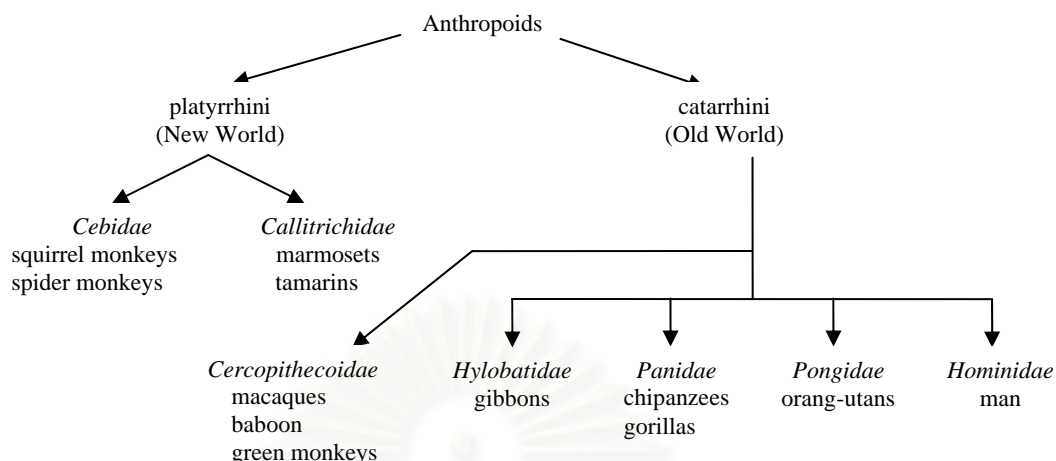 Anthropoids
platyrrhini
(New World)
catarrhini
(Old World)
Cebidae
squirrel monkeys
spider monkeys
Callitrichidae
marmosets
tamarins
Cercopithecoidae
macaques
baboon
green monkeys
Hylobatidae
gibbons
Panidae
chipanzees
gorillas
Pongidae
orang-utans
Hominidae
man